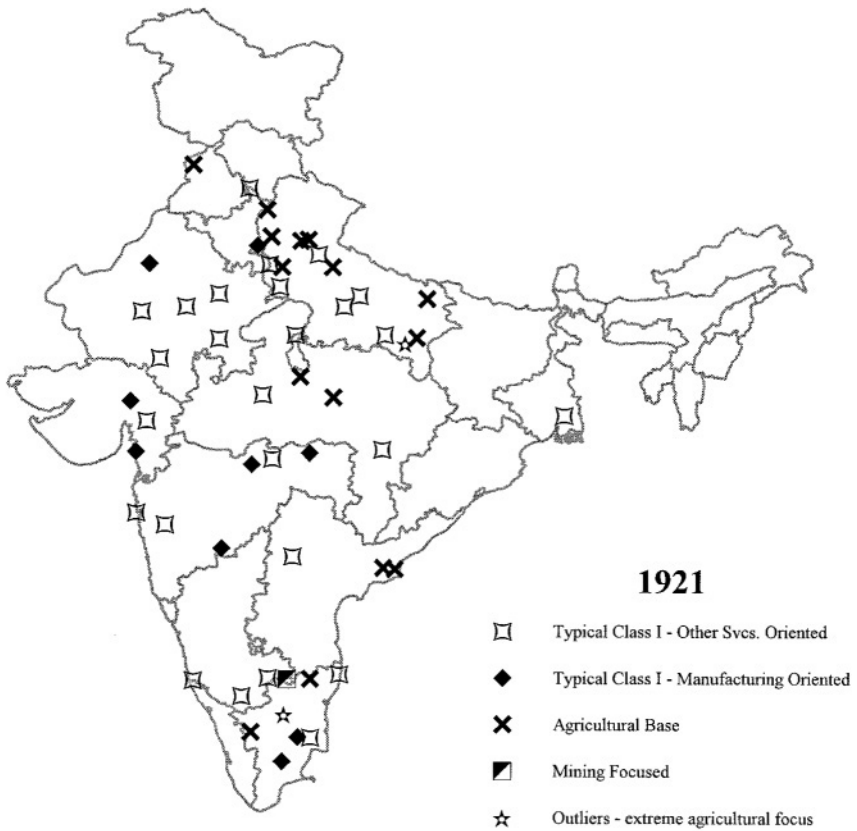 1921
Typical Class I - Other Svcs. Oriented
Typical Class I - Manufacturing Oriented
Agricultural Base
Mining Focused
Outliers - extreme agricultural focus